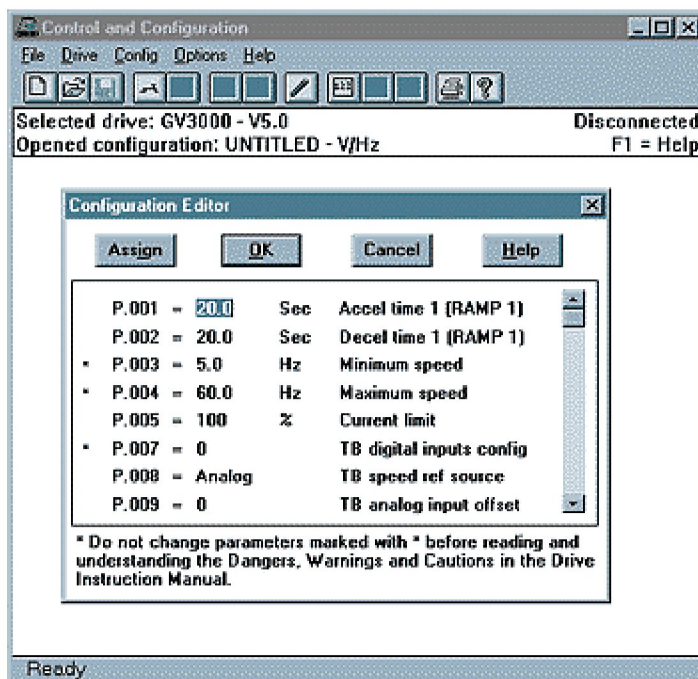 Control and Configuration
File Drive Config Options Help
Selected drive: GV3000 - V5.0 Disconnected
Opened configuration: UNTITLED - V/Hz F1 = Help
Configuration Editor
Assign OK Cancel Help
P.001 = 20.0 Sec Accel time 1 (RAMP 1)
P.002 = 20.0 Sec Decel time 1 (RAMP 1)
* P.003 = 5.0 Hz Minimum speed
* P.004 = 60.0 Hz Maximum speed
P.005 = 100 % Current limit
* P.007 = 0 TB digital inputs config
P.008 = Analog TB speed ref source
P.009 = 0 TB analog input offset
* Do not change parameters marked with * before reading and
understanding the Dangers, Warnings and Cautions in the Drive
Instruction Manual.
Ready